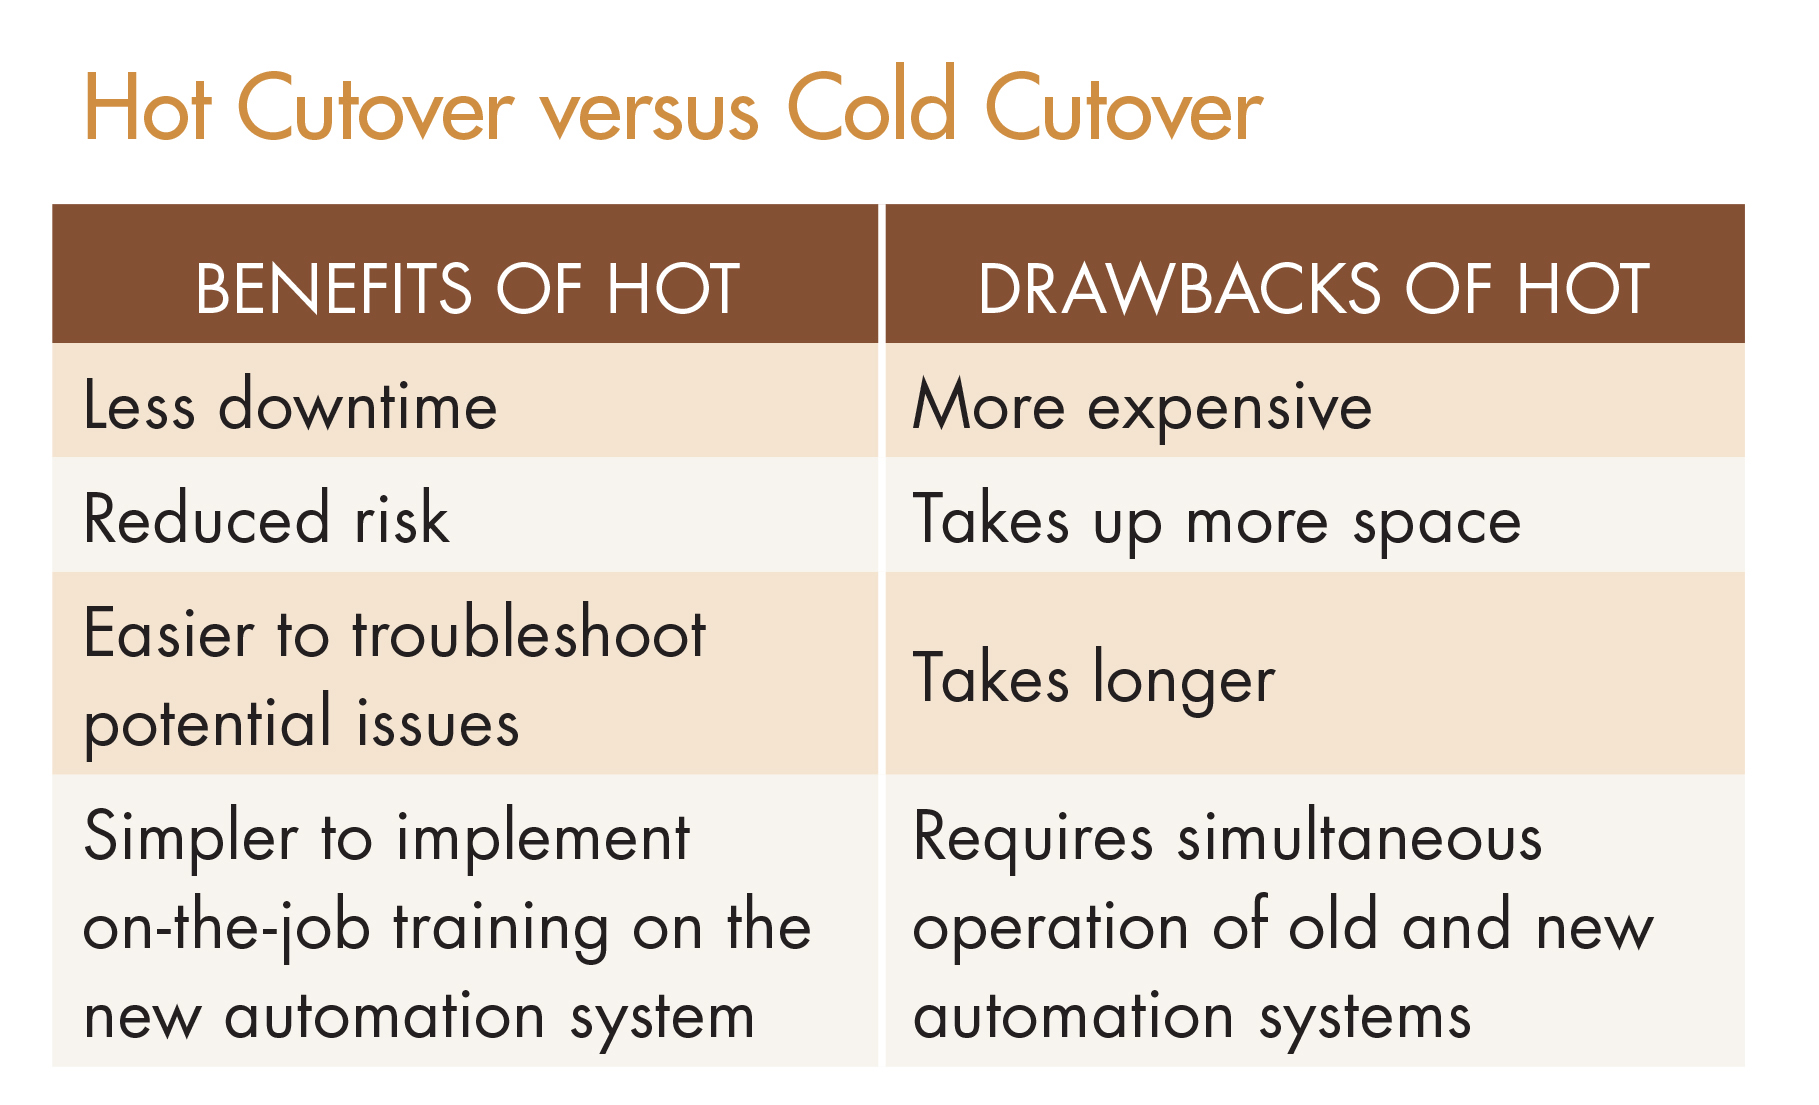 Hot Cutover versus Cold Cutover
BENEFITS OF HOT
DRAWBACKS OF HOT
Less downtime
More expensive
Reduced risk
Takes up more space
Easier to troubleshoot
potential issues
Takes longer
Simpler to implement
on-the-job training on the
new automation system
Requires simultaneous
operation of old and new
automation systems